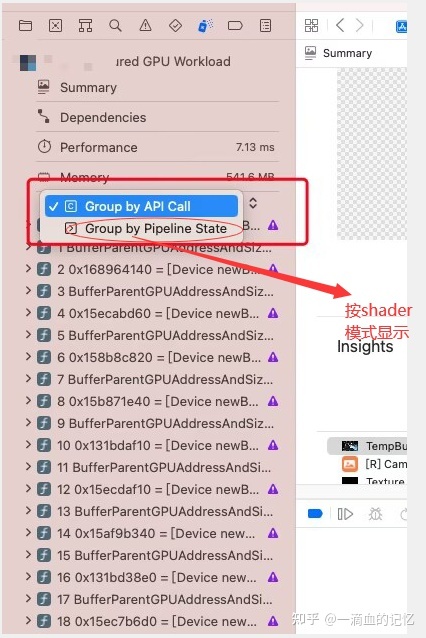 ured GPU Workload
Summary
Summary
Dependencies
Performance 7.13 ms
Memory 541.6 MB
Group by API Call
Group by Pipeline State
B...
1 BufferParentGPUAddressAndSiz...
2 0x168964140 = [Device newB...
3 BufferParentGPUAddressAndSiz...
4 0x15ecabd60 = [Device newB...
5 BufferParentGPUAddressAndSiz...
6 0x158b8c820 = [Device newB...
7 BufferParentGPUAddressAndSiz...
8 0x15b871e40 = [Device newB...
9 BufferParentGPUAddressAndSiz...
10 0x131bdaf10 = [Device new...
11 BufferParentGPUAddressAndSi...
12 0x15ecdaf10 = [Device new...
13 BufferParentGPUAddressAndSi...
14 0x15af9b340 = [Device new...
15 BufferParentGPUAddressAndSi...
16 0x131bd38e0 = [Device new...
17 BufferParentGPUAddressAndSi...
18 0x15ec7b6d0 = [Device new...
按shader
模式显示
Insights
TempBu
[R] Cam
Texture
知乎 @一滴血的记忆